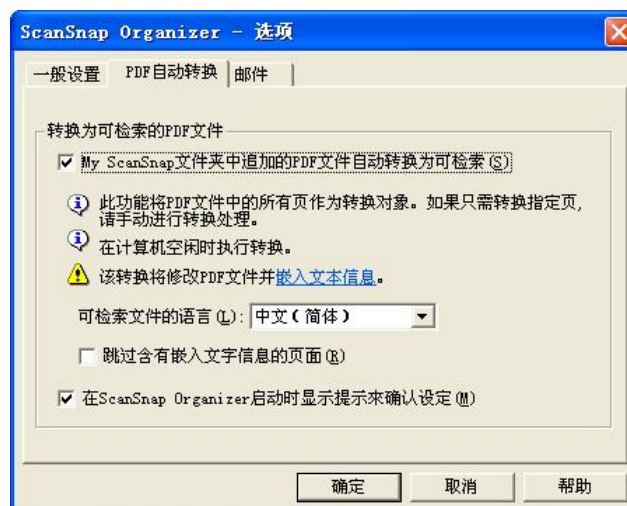 ScanSnap Organizer - 选项
一般设置 PDF自动转换 邮件
转换为可检索的PDF文件
My ScanSnap文件夹中追加的PDF文件自动转换为可检索(S)
此功能将PDF文件中的所有页作为转换对象。如果只需转换指定页,
请手动进行转换处理。
在计算机空闲时执行转换。
该转换将修改PDF文件并嵌入文本信息。
可检索文件的语言(L): 中文(简体)
跳过含有嵌入文字信息的页面(R)
在ScanSnap Organizer启动时显示提示來确认设定(M)
确定 取消 帮助